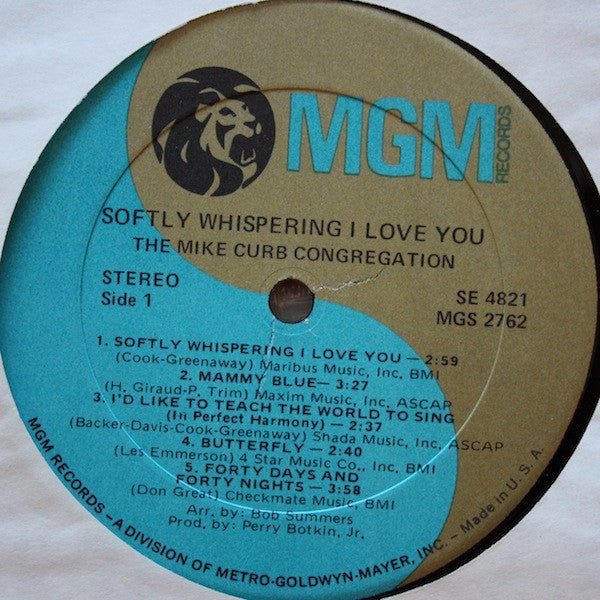 MGM
RECORDS
SOFTLY WHISPERING I LOVE YOU
THE MIKE CURB CONGREGATION
STEREO
Side 1
SE 4821
MGS 2762
1. SOFTLY WHISPERING I LOVE YOU — 2:59
(Cook-Greenaway) Maribus Music, Inc. BMI
2. MAMMY BLUE— 3:27
(H. Giraud-P. Trim) Maxim Music, Inc. ASCAP
3. I'D LIKE TO TEACH THE WORLD TO SING
(In Perfect Harmony) — 2:37
(Backer-Davis-Cook-Greenaway) Shada Music, Inc. ASCAP
4. BUTTERFLY — 2:40
(Les Emmerson) 4 Star Music Co., Inc. BMI
5. FORTY DAYS AND
FORTY NIGHTS — 3:58
(Don Great) Checkmate Music, BMI
Arr. by: Bob Summers
Prod. by: Perry Botkin, Jr.
MGM RECORDS – A DIVISION OF METRO-GOLDWYN-MAYER, INC. – Made in U.S.A.